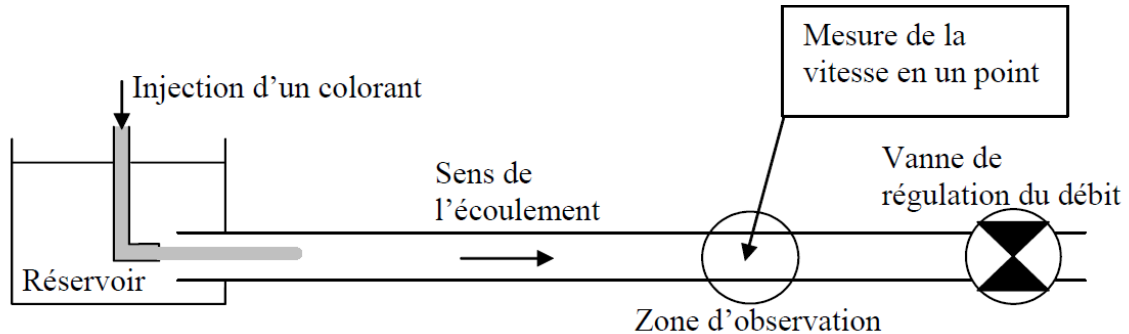 Mesure de la
vitesse en un point
Injection d’un colorant
Sens de
l’écoulement
Vanne de
régulation du débit
Réservoir
Zone d’observation